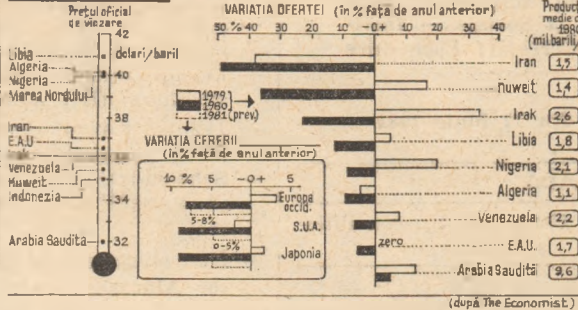 Prețul oficial
de vînzare
42
dolari/baril
Libia
Algeria
40
Nigeria
Marea Nordului
38
Iran
E.A.U.
36
Venezuela
Kuweit
Indonezia
34
Arabia Saudită
32
VARIAȚIA OFERTEI (în % față de anul anterior)
50 % 40 30 20 10 -0+ 10 20 30 40
1979
1980
1981 (prev.)
VARIAȚIA CERERII
(în % față de anul anterior)
10 % 5 -0+ 5
Europa
occid.
5-8%
S.U.A.
0-5%
Japonia
Product
medie
1980
(mil.barili/
Iran 1,5
Kuweit 1,4
Irak 2,6
Libia 1,8
Nigeria 2,1
Algeria 1,1
Venezuela 2,2
zero E.A.U. 1,7
Arabia Saudită 9,6
(după The Economist)